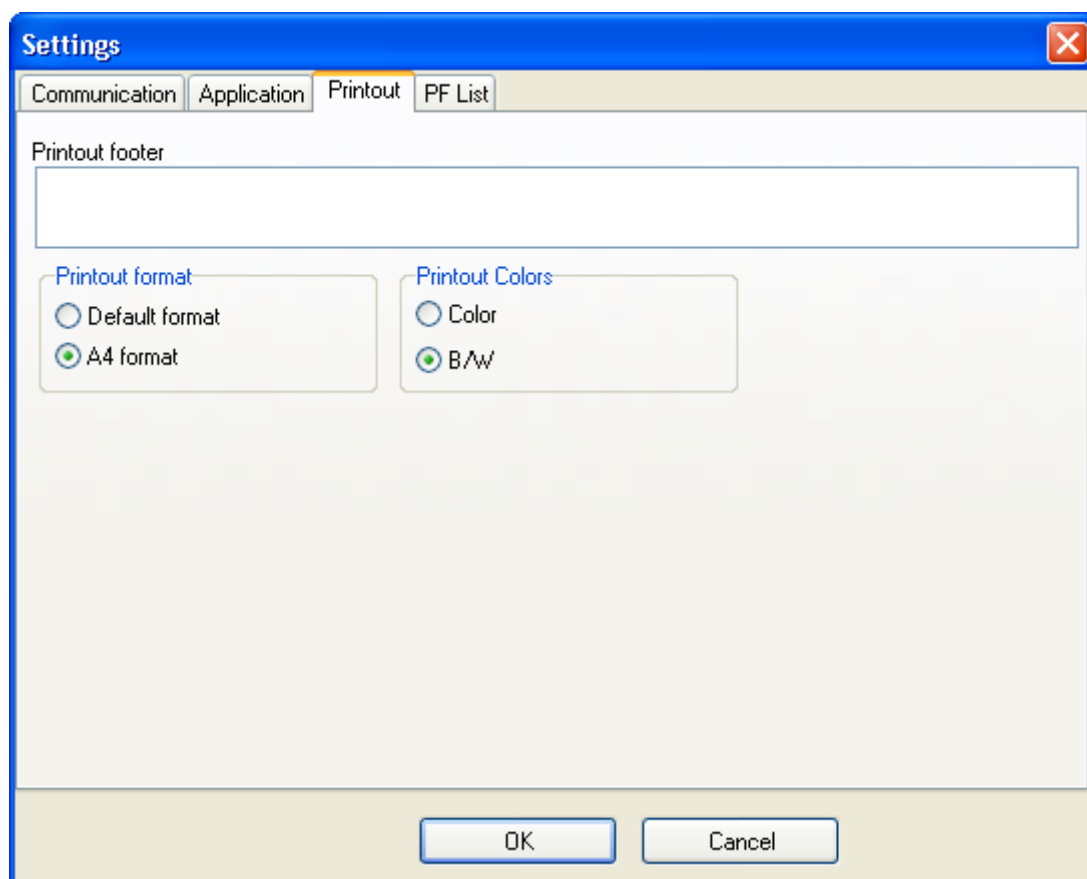 Settings
Communication Application Printout PF List
Printout footer
Printout format
Default format
A4 format
Printout Colors
Color
B/W
OK Cancel